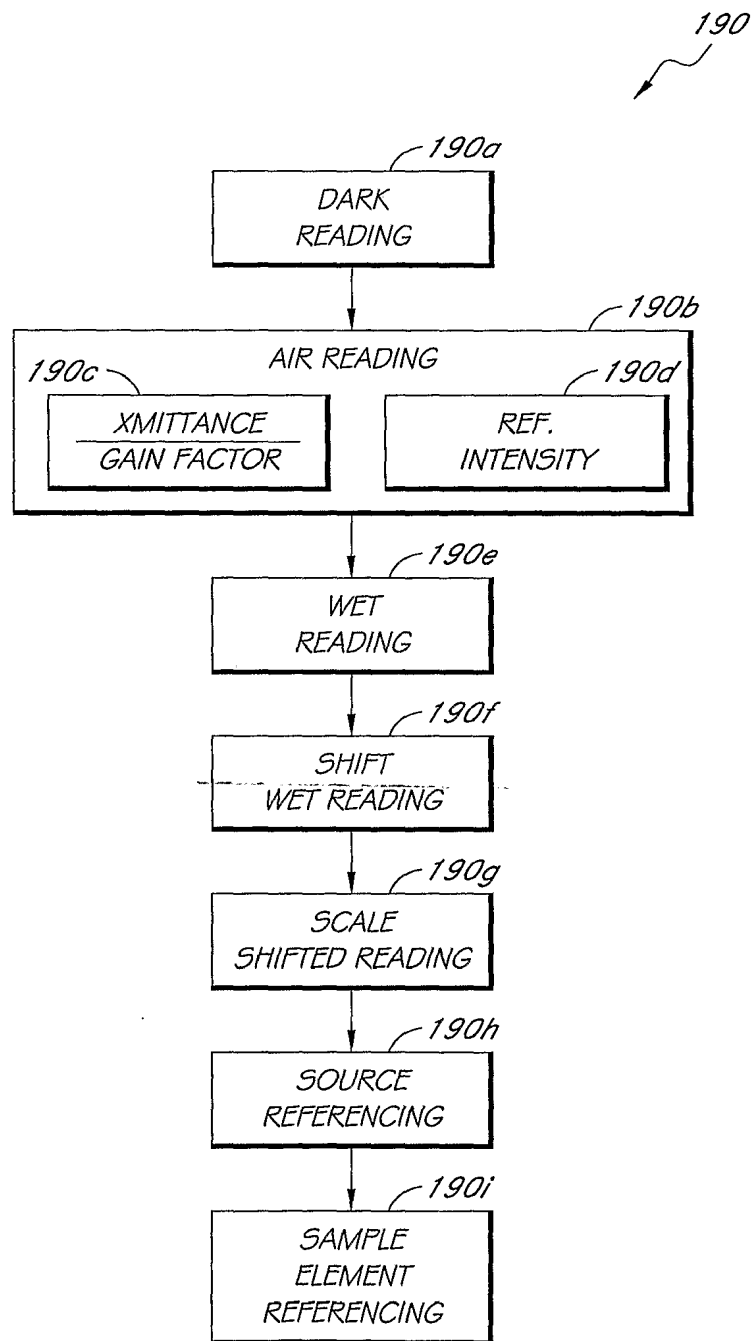 190
190a
DARK
READING
190b
AIR READING
190c
XMITTANCE
GAIN FACTOR
190d
REF.
INTENSITY
190e
WET
READING
190f
SHIFT
WET READING
190g
SCALE
SHIFTED READING
190h
SOURCE
REFERENCING
190i
SAMPLE
ELEMENT
REFERENCING